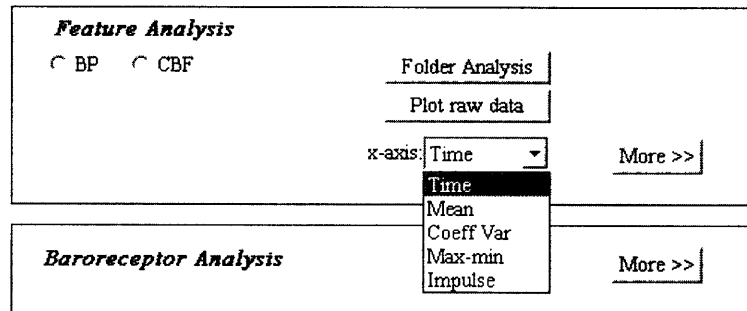 Feature Analysis
BP CBF
Folder Analysis
Plot raw data
x-axis: Time More >>
Time
Mean
Coeff Var
Max-min
Impulse
Baroreceptor Analysis More >>